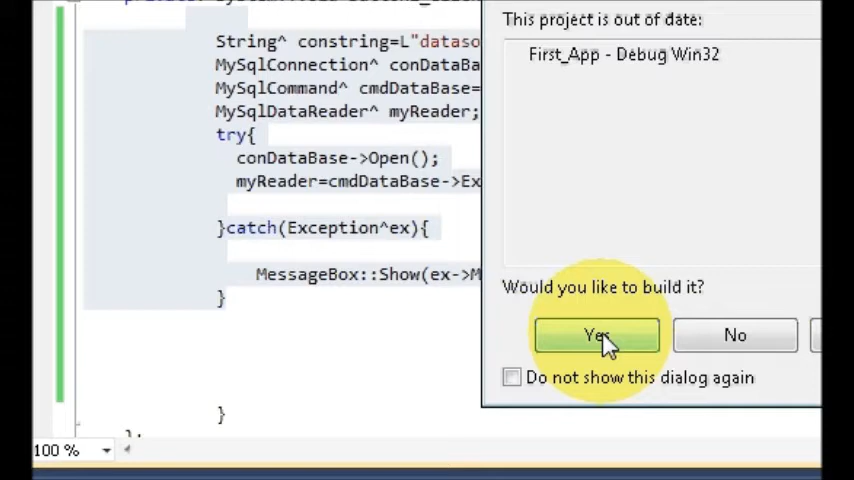 String^ constring=L"dataso
MySqlConnection^ conDataBa
MySqlCommand^ cmdDataBase=
MySqlDataReader^ myReader;
try{
conDataBase->Open();
myReader=cmdDataBase->Ex
}catch(Exception^ex){
MessageBox::Show(ex->M
}
}
};
100 %
This project is out of date:
First_App - Debug Win32
Would you like to build it?
Yes No
Do not show this dialog again